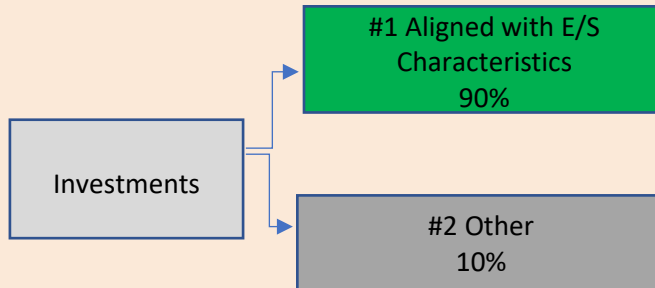 #1 Aligned with E/S
Characteristics
90%
Investments
#2 Other
10%